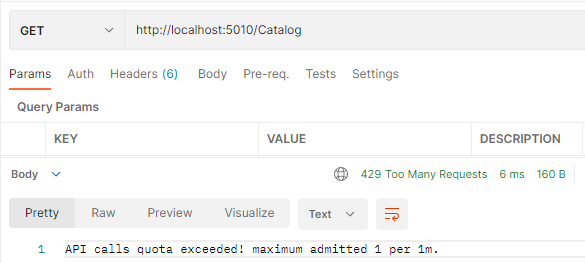 GET http://localhost:5010/Catalog
Params Auth Headers (6) Body Pre-req. Tests Settings
Query Params
KEY VALUE DESCRIPTION
Body 429 Too Many Requests 6 ms 160 B
Pretty Raw Preview Visualize Text
1 API calls quota exceeded! maximum admitted 1 per 1m.